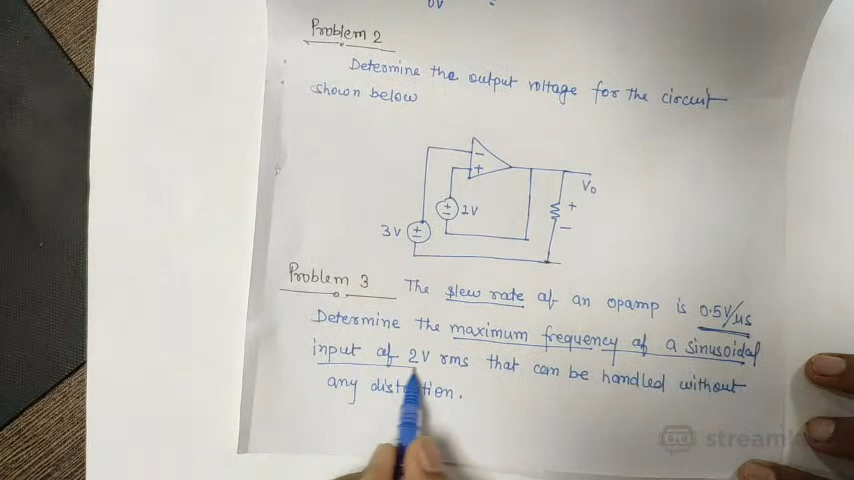 0V
Problem 2
Determine the output voltage for the circuit
shown below
-
+
V0
+
-
+
-
1V
3V
+
-
Problem 3 The slew rate of an opamp is 0.5V/μs
Determine the maximum frequency of a sinusoidal
input of 2V rms that can be handled without
any